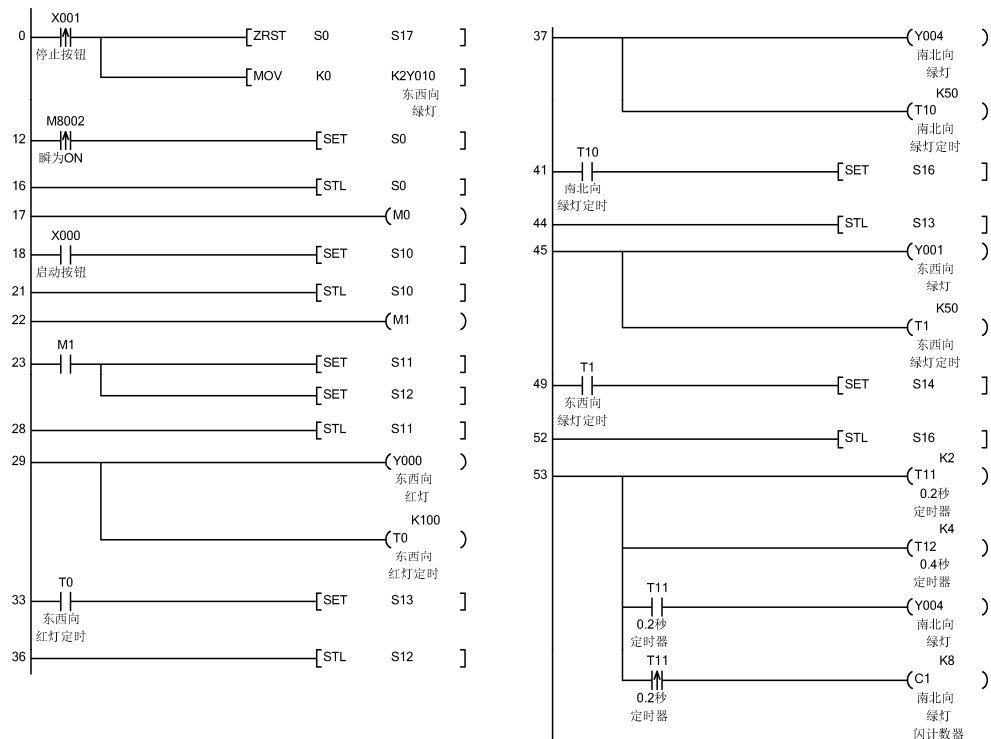 X001
0
ZRST S0 S17
停止按钮
MOV K0 K2Y010
东西向
绿灯
M8002
12
SET S0
瞬为ON
16
STL S0
17
M0
X000
18
SET S10
启动按钮
21
STL S10
22
M1
M1
23
SET S11
SET S12
28
STL S11
29
Y000
东西向
红灯
K100
T0
东西向
红灯定时
T0
33
SET S13
东西向
红灯定时
36
STL S12
37
Y004
南北向
绿灯
K50
T10
南北向
绿灯定时
T10
41
SET S16
南北向
绿灯定时
44
STL S13
45
Y001
东西向
绿灯
K50
T1
东西向
绿灯定时
T1
49
SET S14
东西向
绿灯定时
52
STL S16
K2
53
T11
0.2秒
定时器
K4
T12
0.4秒
定时器
T11
Y004
0.2秒
定时器
南北向
绿灯
T11
K8
C1
0.2秒
定时器
南北向
绿灯
闪计数器